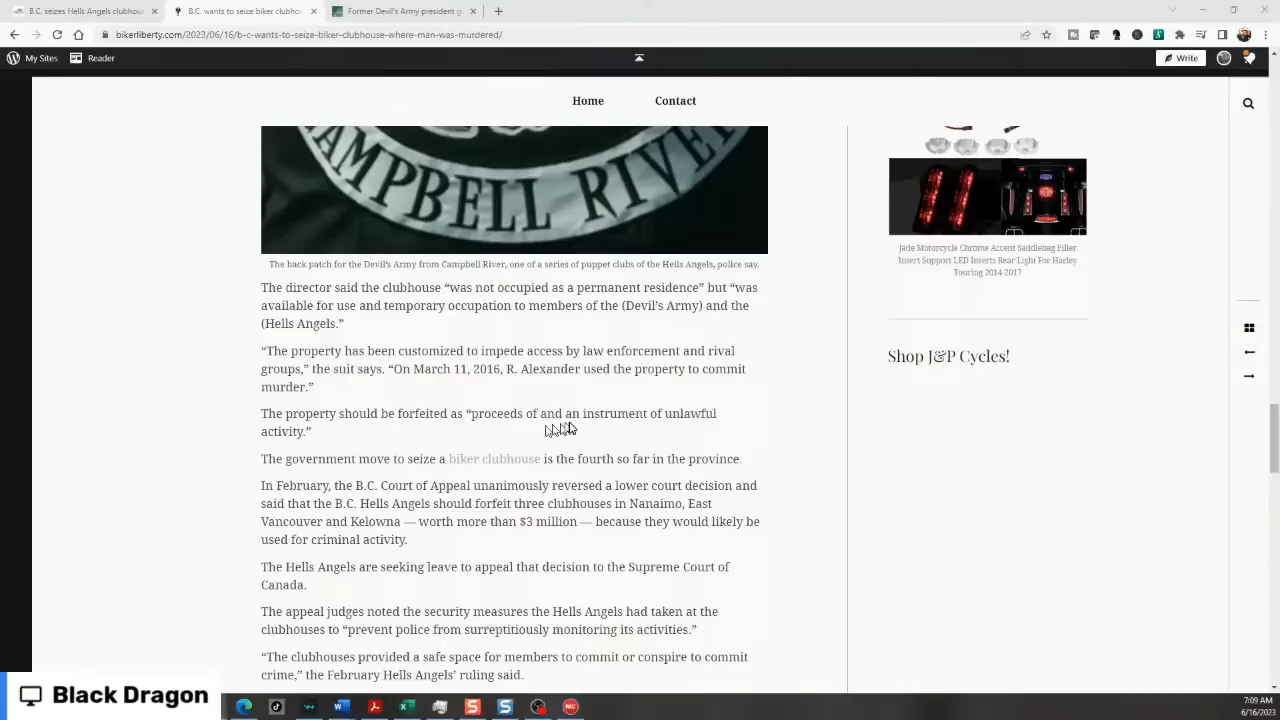 B.C. seizes Hells Angels clubhous
B.C. wants to seize biker clubhous
Former Devil's Army president g
bikerliberty.com/2023/06/16/b-c-wants-to-seize-biker-clubhouse-where-man-was-murdered/
My Sites
Reader
Write
Home
Contact
CAMPBELL RIVER
The back patch for the Devil's Army from Campbell River, one of a series of puppet clubs of the Hells Angels, police say.
The director said the clubhouse “was not occupied as a permanent residence” but “was
available for use and temporary occupation to members of the (Devil’s Army) and the
(Hells Angels.”
“The property has been customized to impede access by law enforcement and rival
groups,” the suit says. “On March 11, 2016, R. Alexander used the property to commit
murder.”
The property should be forfeited as “proceeds of and an instrument of unlawful
activity.”
The government move to seize a biker clubhouse is the fourth so far in the province.
In February, the B.C. Court of Appeal unanimously reversed a lower court decision and
said that the B.C. Hells Angels should forfeit three clubhouses in Nanaimo, East
Vancouver and Kelowna — worth more than $3 million — because they would likely be
used for criminal activity.
The Hells Angels are seeking leave to appeal that decision to the Supreme Court of
Canada.
The appeal judges noted the security measures the Hells Angels had taken at the
clubhouses to “prevent police from surreptitiously monitoring its activities.”
“The clubhouses provided a safe space for members to commit or conspire to commit
crime,” the February Hells Angels’ ruling said.
Jade Motorcycle Chrome Accent Saddlebag Filler
Insert Support LED Inserts Rear Light For Harley
Touring 2014-2017
Shop J&P Cycles!
Black Dragon
REC
7:09 AM
6/16/2023